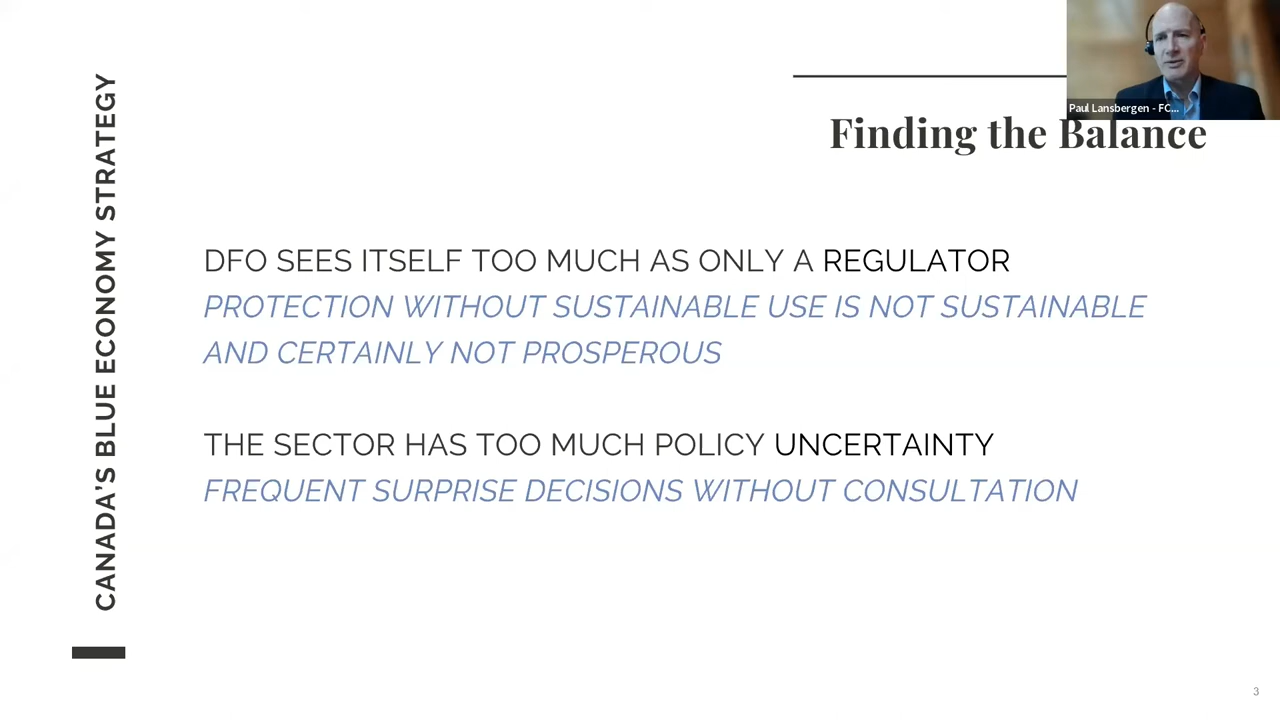 CANADA'S BLUE ECONOMY STRATEGY
Paul Lansbergen - FC...
Finding the Balance
DFO SEES ITSELF TOO MUCH AS ONLY A REGULATOR
PROTECTION WITHOUT SUSTAINABLE USE IS NOT SUSTAINABLE
AND CERTAINLY NOT PROSPEROUS
THE SECTOR HAS TOO MUCH POLICY UNCERTAINTY
FREQUENT SURPRISE DECISIONS WITHOUT CONSULTATION
3